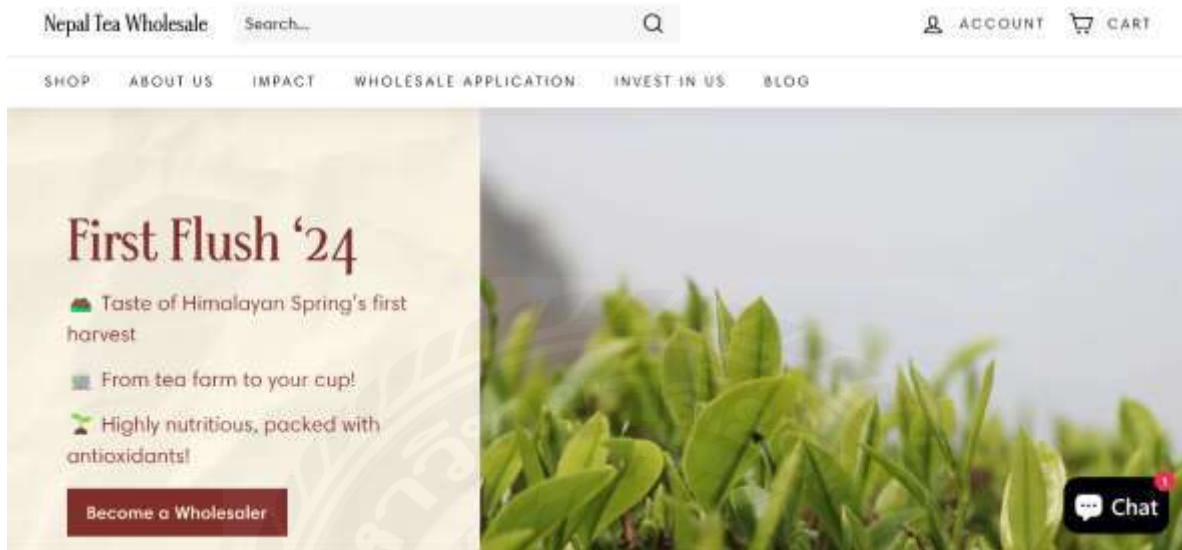 Nepal Tea Wholesale
Search...
ACCOUNT
CART
SHOP
ABOUT US
IMPACT
WHOLESALE APPLICATION
INVEST IN US
BLOG
First Flush ‘24
Taste of Himalayan Spring's first
harvest
From tea farm to your cup!
Highly nutritious, packed with
antioxidants!
Become a Wholesaler
1
Chat